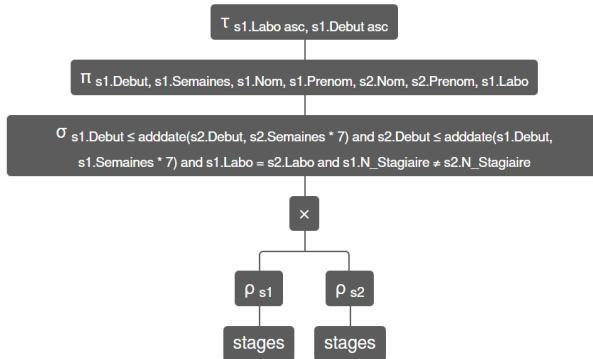 τ s1.Labo asc, s1.Debut asc
π s1.Debut, s1.Semaines, s1.Nom, s1.Prenom, s2.Nom, s2.Prenom, s1.Labo
σ s1.Debut ≤ adddate(s2.Debut, s2.Semaines * 7) and s2.Debut ≤ adddate(s1.Debut,
s1.Semaines * 7) and s1.Labo = s2.Labo and s1.N_Stagiaire ≠ s2.N_Stagiaire
×
ρ s1 ρ s2
stages stages